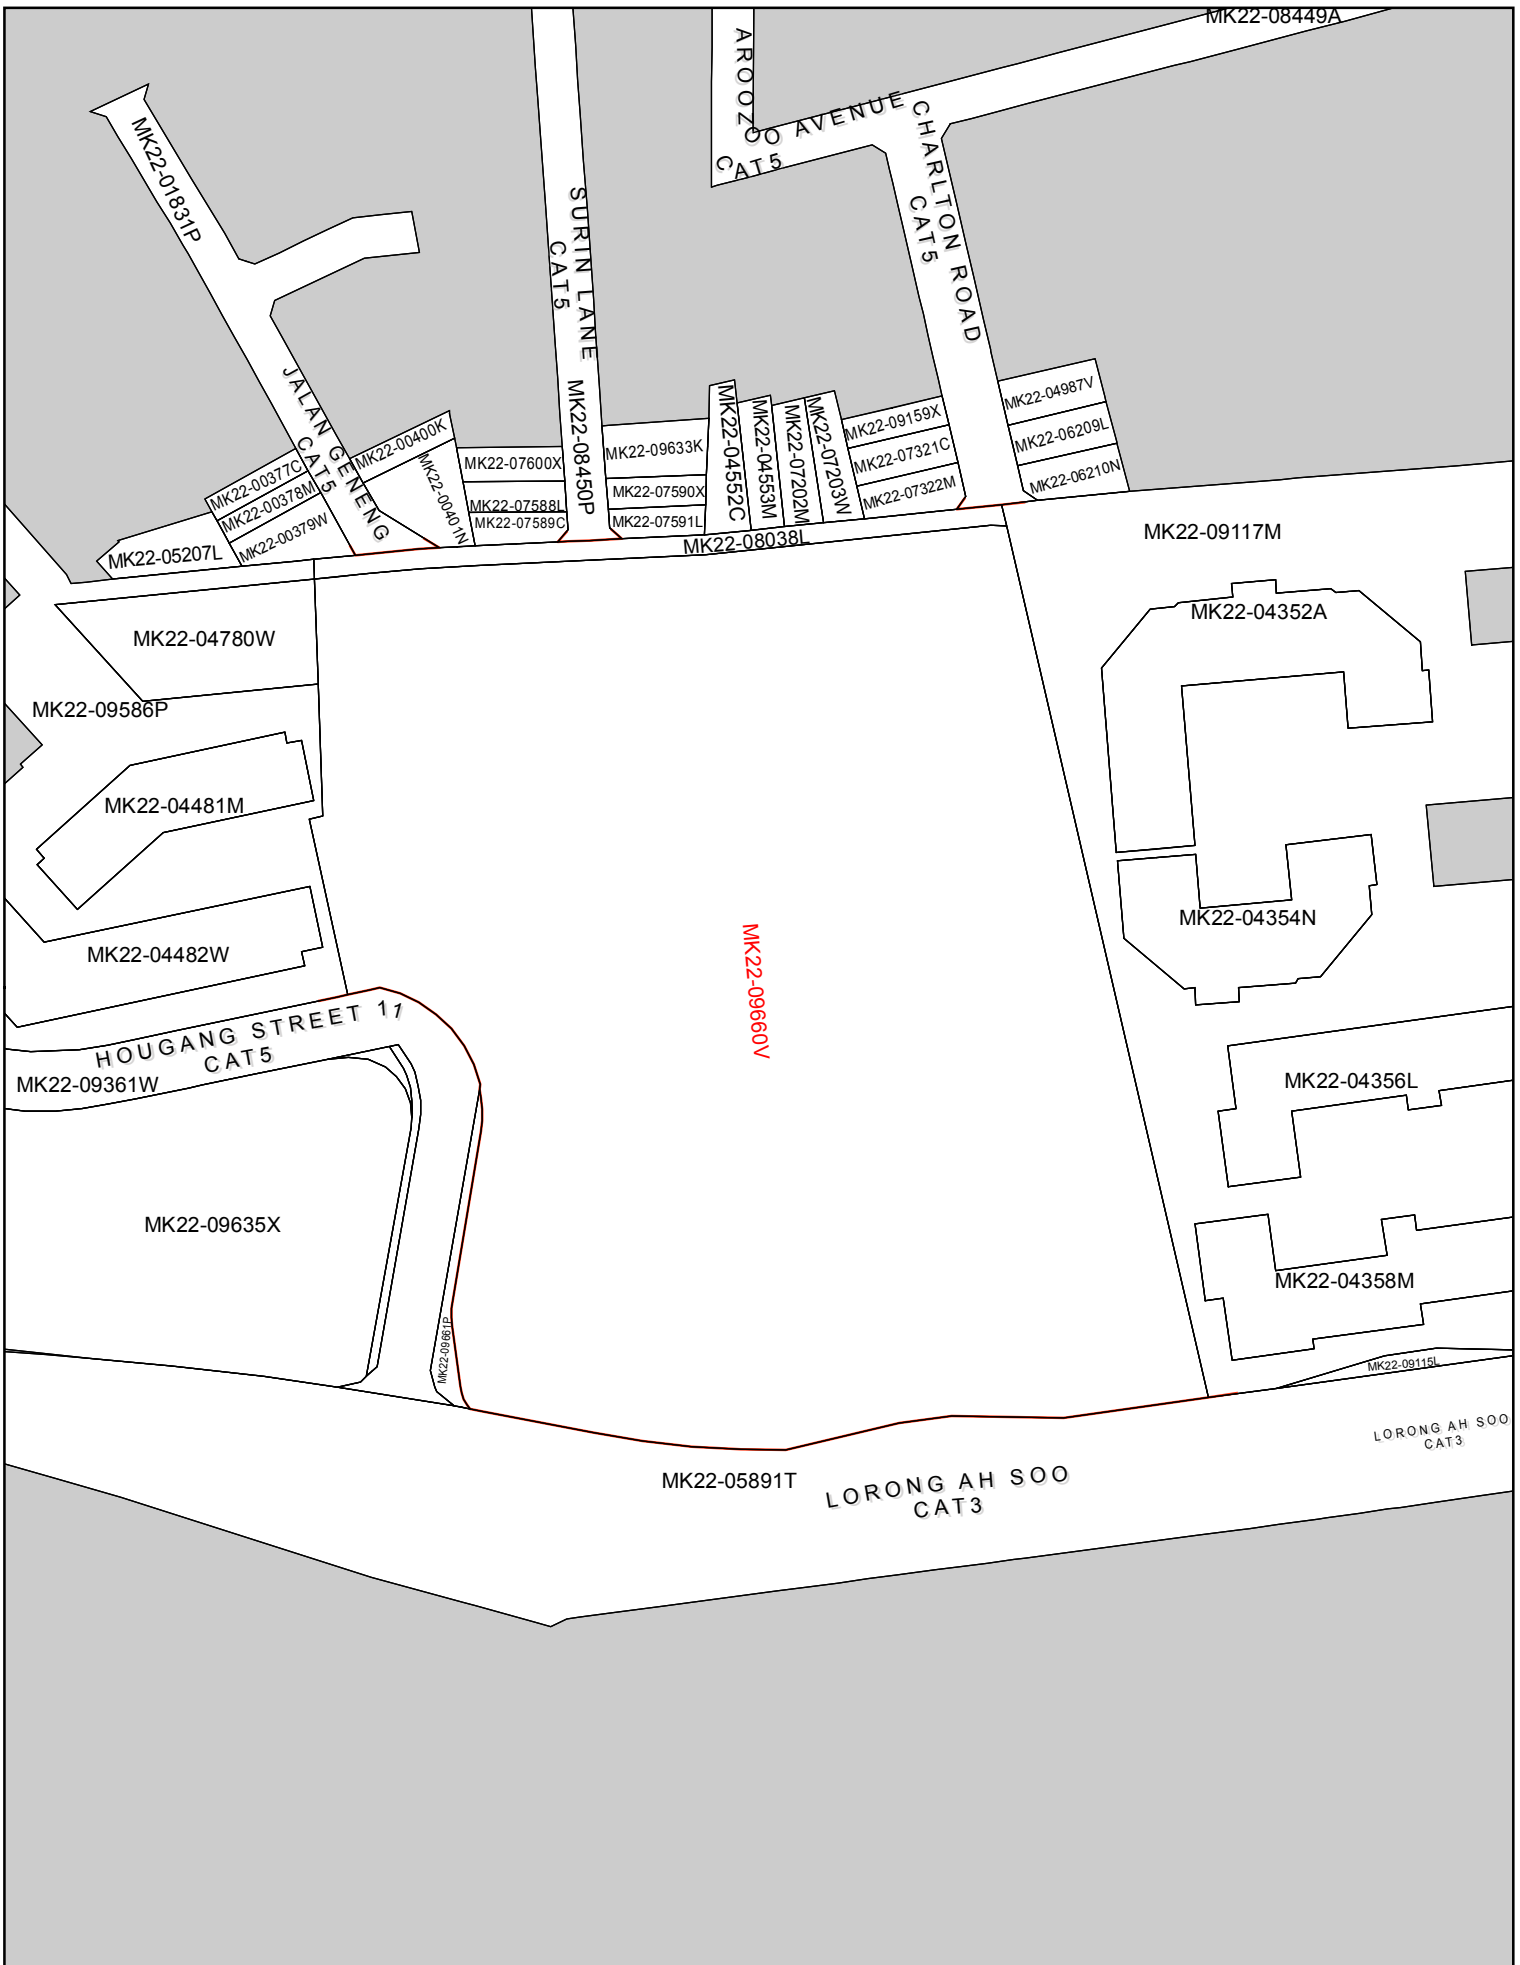 MK22-08449A
AROOZOO AVENUE
CAT5
CHARLTON ROAD
CAT5
MK22-01831P
SURIN LANE
CAT5
JALAN GENENG
CAT5
MK22-08450P
MK22-04987V
MK22-06209L
MK22-06210N
MK22-00400K
MK22-00401N
MK22-00377C
MK22-00378M
MK22-00379W
MK22-05207L
MK22-07600X
MK22-07588L
MK22-07589C
MK22-09633K
MK22-07590X
MK22-07591L
MK22-04552C
MK22-04553M
MK22-07202M
MK22-07203W
MK22-09159X
MK22-07321C
MK22-07322M
MK22-08038L
MK22-09117M
MK22-04352A
MK22-04780W
MK22-09586P
MK22-04481M
MK22-04354N
MK22-04482W
MK22-09660V
HOUGANG STREET 11
CAT5
MK22-09361W
MK22-04356L
MK22-09635X
MK22-04358M
MK22-09661P
MK22-09115L
LORONG AH SOO
CAT3
MK22-05891T
LORONG AH SOO
CAT3